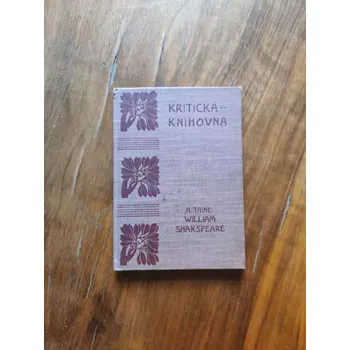 KRITICKÁ ··
KNIHOVNA
H. TAINE:
WILLIAM
SHAKSPEARE